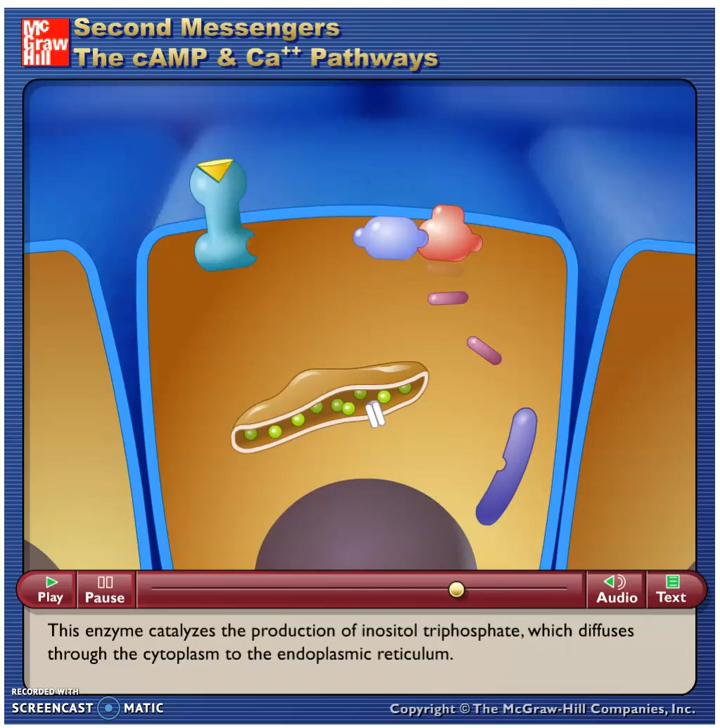 Mc
Graw
Hill
Second Messengers
The cAMP & Ca++ Pathways
Play
Pause
Audio
Text
This enzyme catalyzes the production of inositol triphosphate, which diffuses
through the cytoplasm to the endoplasmic reticulum.
RECORDED WITH
SCREENCAST MATIC
Copyright © The McGraw-Hill Companies, Inc.